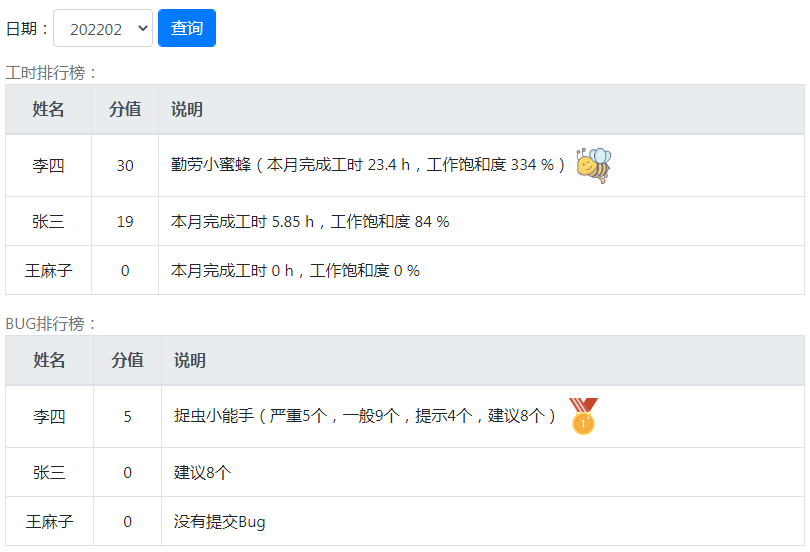 日期：202202 查询
工时排行榜：
姓名 分值 说明
李四 30 勤劳小蜜蜂（本月完成工时 23.4 h，工作饱和度 334 %）
张三 19 本月完成工时 5.85 h，工作饱和度 84 %
王麻子 0 本月完成工时 0 h，工作饱和度 0 %
BUG排行榜：
姓名 分值 说明
李四 5 捉虫小能手（严重5个，一般9个，提示4个，建议8个） 1
张三 0 建议8个
王麻子 0 没有提交Bug